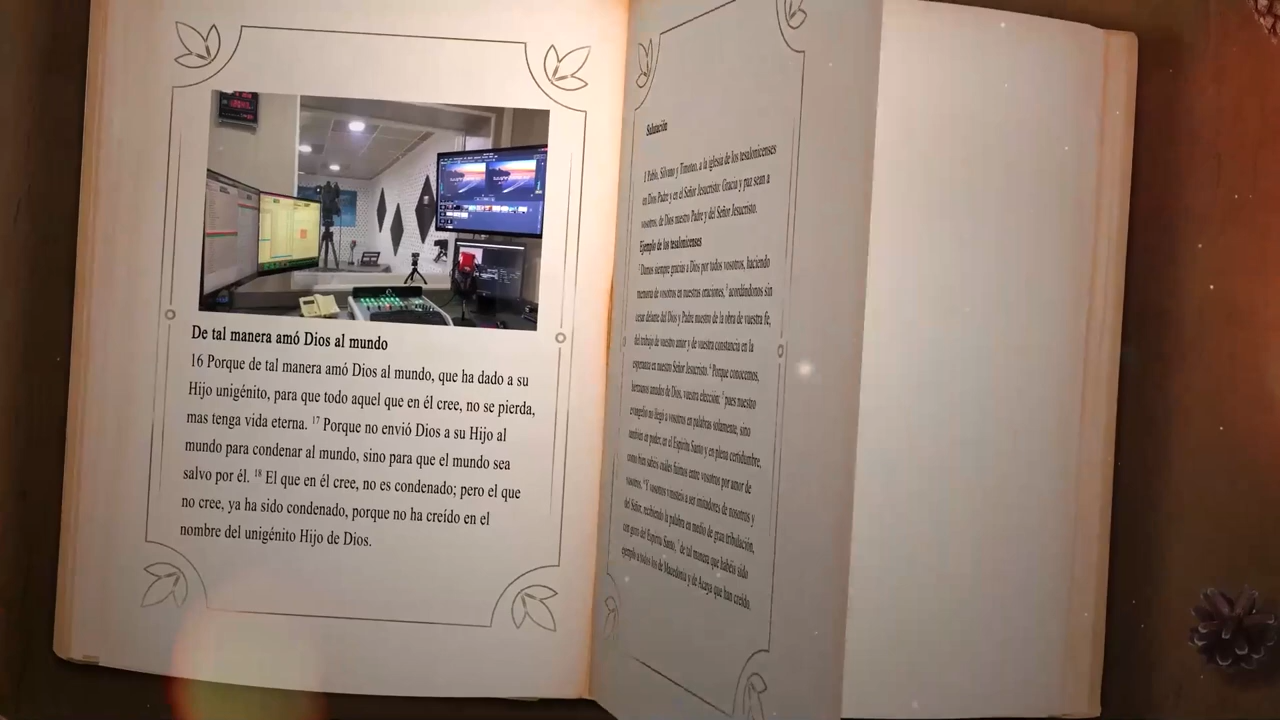 De tal manera amó Dios al mundo
16 Porque de tal manera amó Dios al mundo, que ha dado a su
Hijo unigénito, para que todo aquel que en él cree, no se pierda,
mas tenga vida eterna. 17 Porque no envió Dios a su Hijo al
mundo para condenar al mundo, sino para que el mundo sea
salvo por él. 18 El que en él cree, no es condenado; pero el que
no cree, ya ha sido condenado, porque no ha creído en el
nombre del unigénito Hijo de Dios.
Salutación
1 Pablo, Silvano y Timoteo, a la iglesia de los tesalonicenses
en Dios Padre y en el Señor Jesucristo: Gracia y paz sean a
vosotros, de Dios nuestro Padre y del Señor Jesucristo.
Ejemplo de los tesalonicenses
2 Damos siempre gracias a Dios por todos vosotros, haciendo
memoria de vosotros en nuestras oraciones, 3 acordándonos sin
cesar delante del Dios y Padre nuestro de la obra de vuestra fe,
del trabajo de vuestro amor y de vuestra constancia en la
esperanza en nuestro Señor Jesucristo. 4 Porque conocemos,
hermanos amados de Dios, vuestra elección; 5 pues nuestro
evangelio no llegó a vosotros en palabras solamente, sino
también en poder, en el Espíritu Santo y en plena certidumbre,
como bien sabéis cuáles fuimos entre vosotros por amor de
vosotros. 6 Y vosotros vinisteis a ser imitadores de nosotros y
del Señor, recibiendo la palabra en medio de gran tribulación,
con gozo del Espíritu Santo, 7 de tal manera que habéis sido
ejemplo a todos los de Macedonia y de Acaya que han creído.